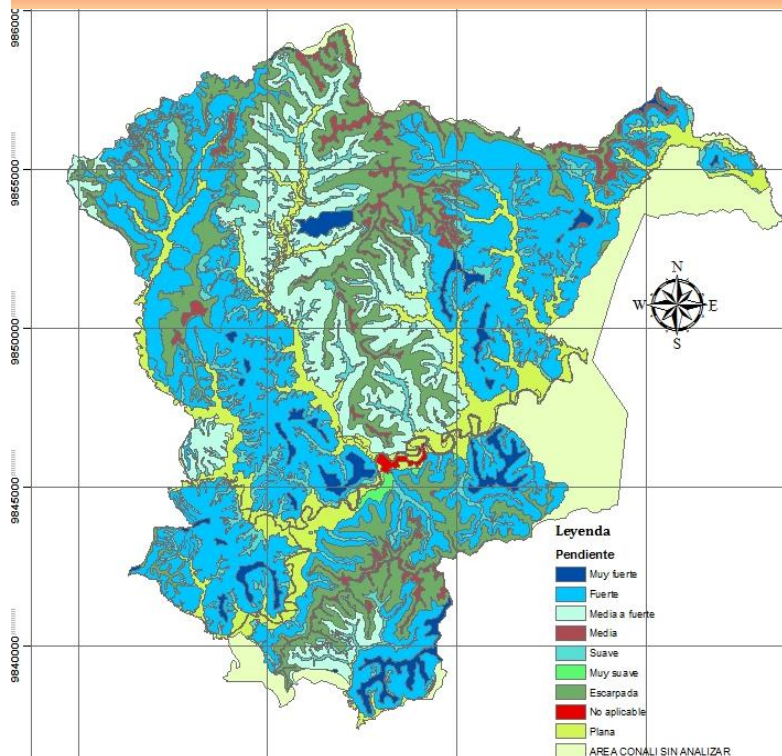 9855000
N
W E
S
9850000
9845000
9840000
Leyenda
Pendiente
Muy fuerte
Fuerte
Media a fuerte
Media
Suave
Muy suave
Escarpada
No aplicable
Plana
AREA CONALI SIN ANALIZAR